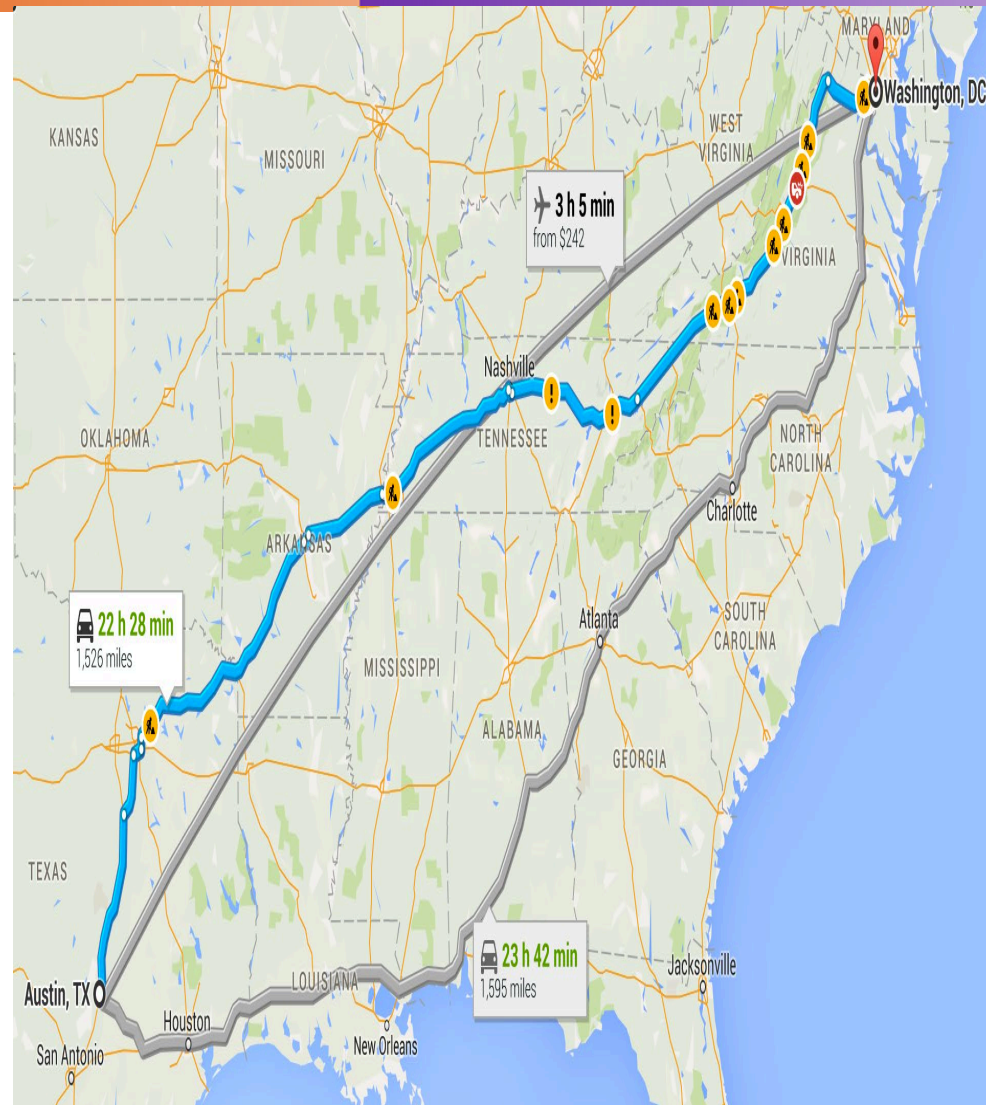 MARYLAND
Washington, DC
KANSAS
WEST
VIRGINIA
MISSOURI
3 h 5 min
from $242
VIRGINIA
Nashville
OKLAHOMA
TENNESSEE
NORTH
CAROLINA
Charlotte
ARKANSAS
22 h 28 min
1,526 miles
Atlanta
SOUTH
CAROLINA
MISSISSIPPI
ALABAMA
GEORGIA
TEXAS
23 h 42 min
1,595 miles
Austin, TX
LOUISIANA
Jacksonville
Houston
New Orleans
San Antonio